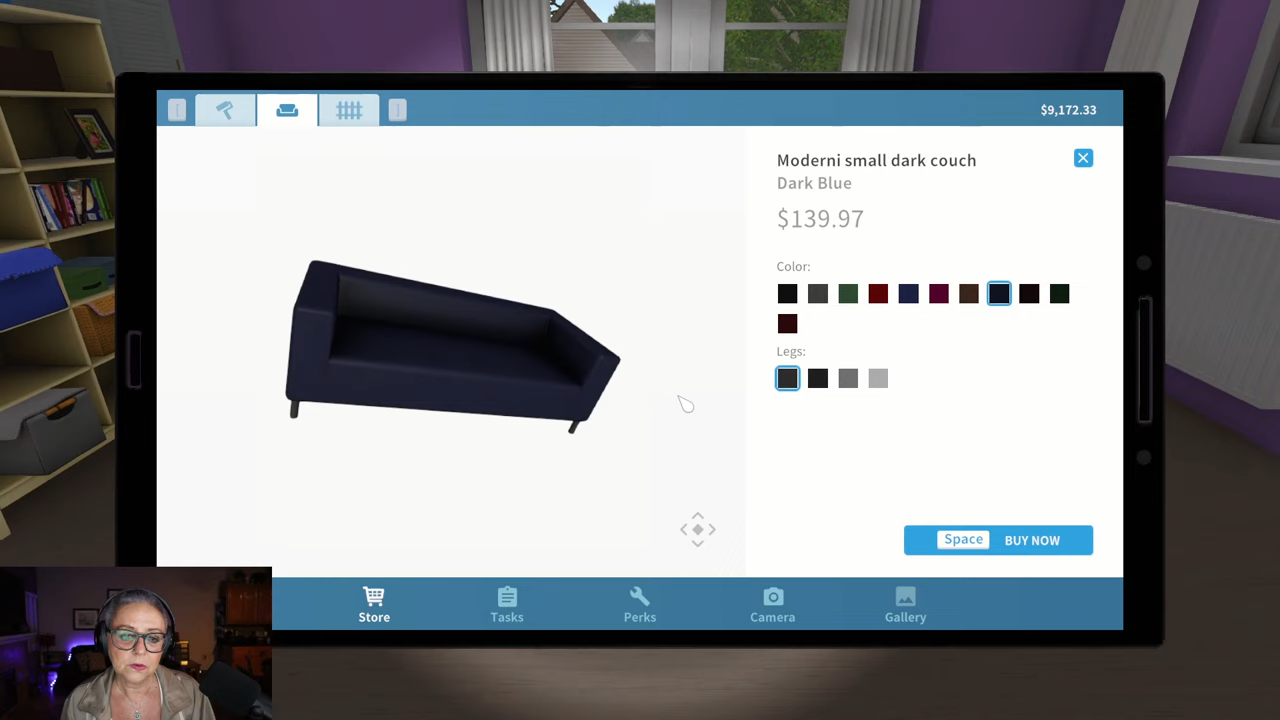 $9,172.33
Moderni small dark couch
Dark Blue
$139.97
Color:
Legs:
Space BUY NOW
Store Tasks Perks Camera Gallery